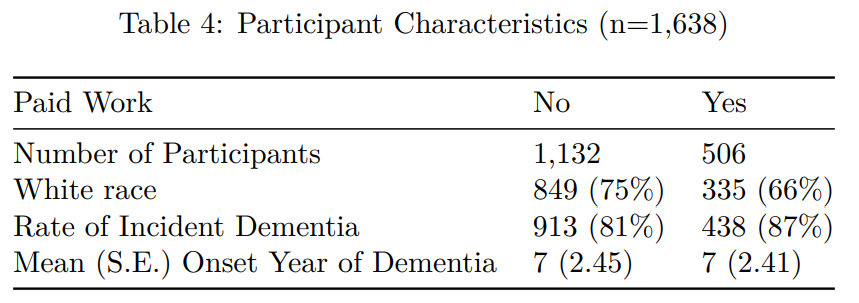 Table 4: Participant Characteristics (n=1,638)
Paid Work No Yes
Number of Participants 1,132 506
White race 849 (75%) 335 (66%)
Rate of Incident Dementia 913 (81%) 438 (87%)
Mean (S.E.) Onset Year of Dementia 7 (2.45) 7 (2.41)